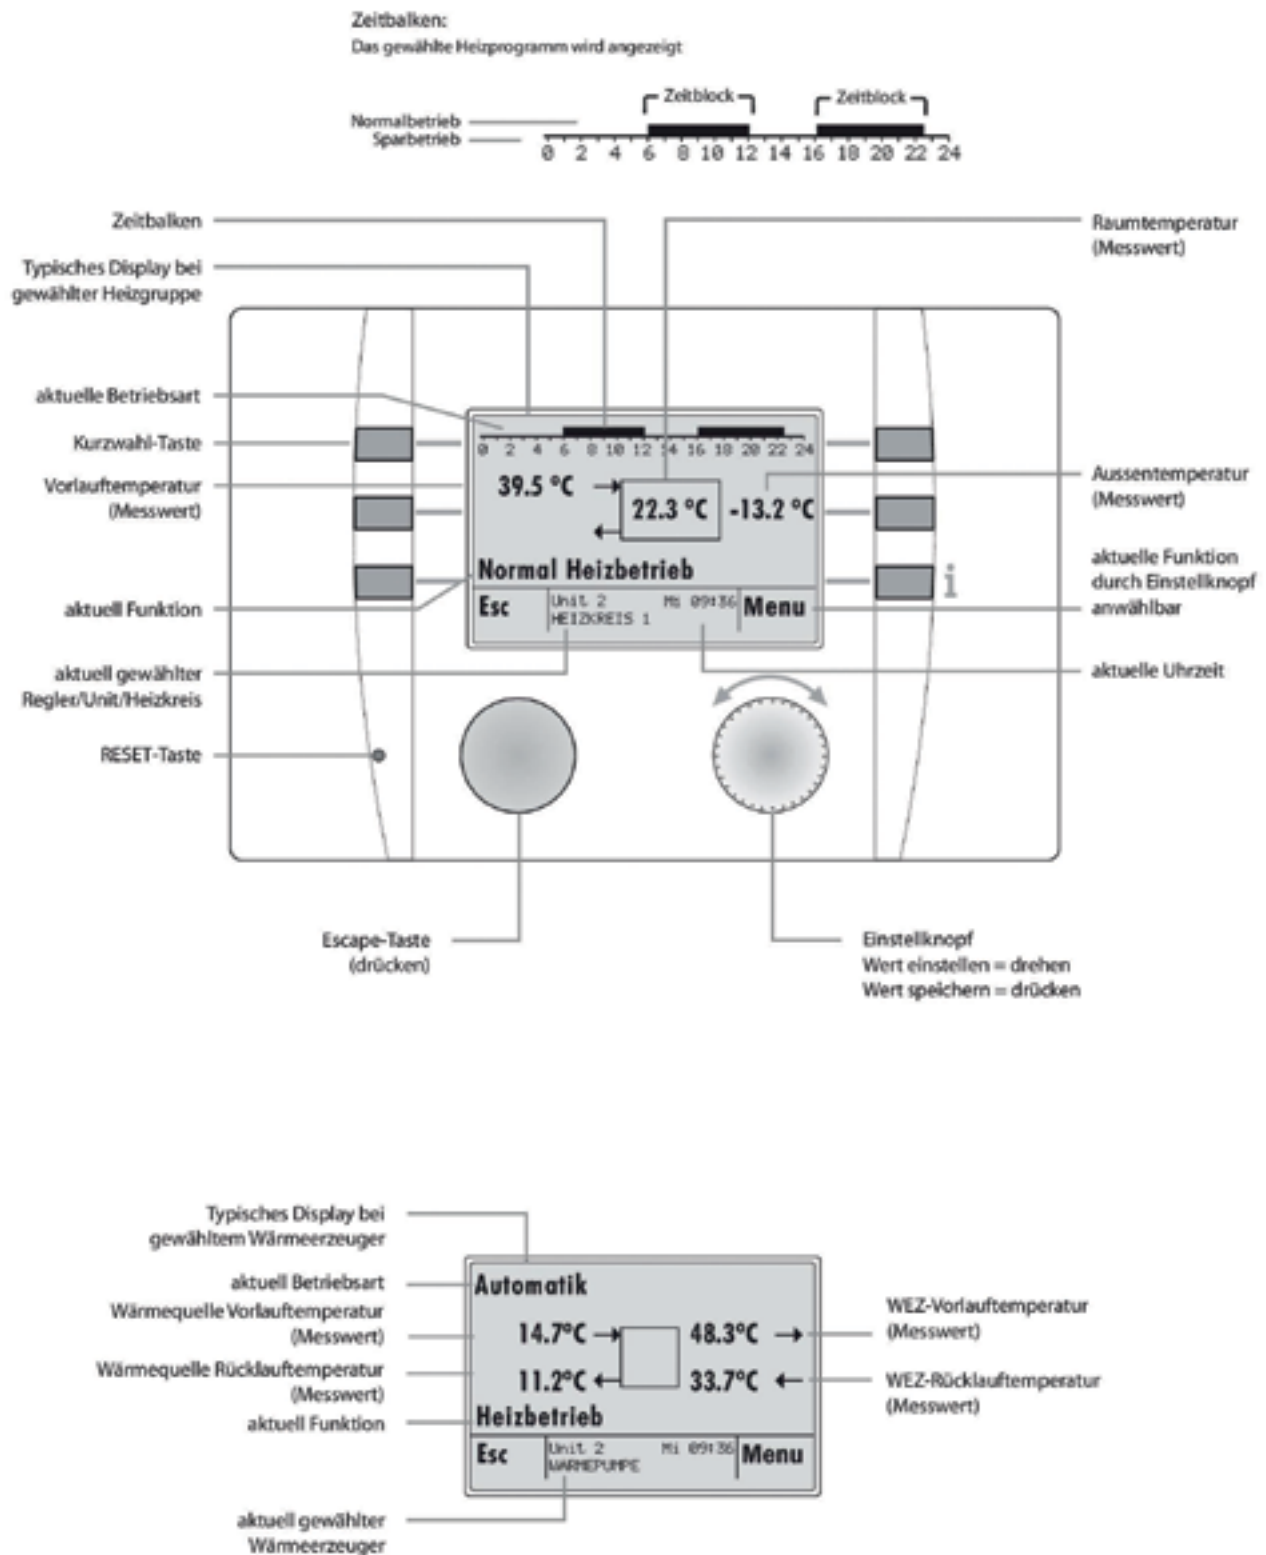 Zeitbalken:
Das gewählte Heizprogramm wird angezeigt
Zeitblock
Zeitblock
Normalbetrieb
Sparbetrieb
0 2 4 6 8 10 12 14 16 18 20 22 24
Zeitbalken
Raumtemperatur
(Messwert)
Typisches Display bei
gewählter Heizgruppe
aktuelle Betriebsart
Kurzwahl-Taste
Vorlauftemperatur
(Messwert)
aktuell Funktion
aktuell gewählter
Regler/Unit/Heizkreis
RESET-Taste
0 2 4 6 8 10 12 14 16 18 20 22 24
39.5 °C
22.3 °C
-13.2 °C
Normal Heizbetrieb
Esc
Unit 2
Mi 09:36
HEIZKREIS 1
Menu
Aussentemperatur
(Messwert)
aktuelle Funktion
durch Einstellknopf
anwählbar
aktuelle Uhrzeit
Escape-Taste
(drücken)
Einstellknopf
Wert einstellen = drehen
Wert speichern = drücken
Typisches Display bei
gewähltem Wärmeerzeuger
aktuell Betriebsart
Wärmequelle Vorlauftemperatur
(Messwert)
Wärmequelle Rücklauftemperatur
(Messwert)
aktuell Funktion
aktuell gewählter
Wärmeerzeuger
Automatik
14.7°C
48.3°C
11.2°C
33.7°C
Heizbetrieb
Esc
Unit 2
Mi 09:36
WARMEPUMPE
Menu
WEZ-Vorlauftemperatur
(Messwert)
WEZ-Rücklauftemperatur
(Messwert)